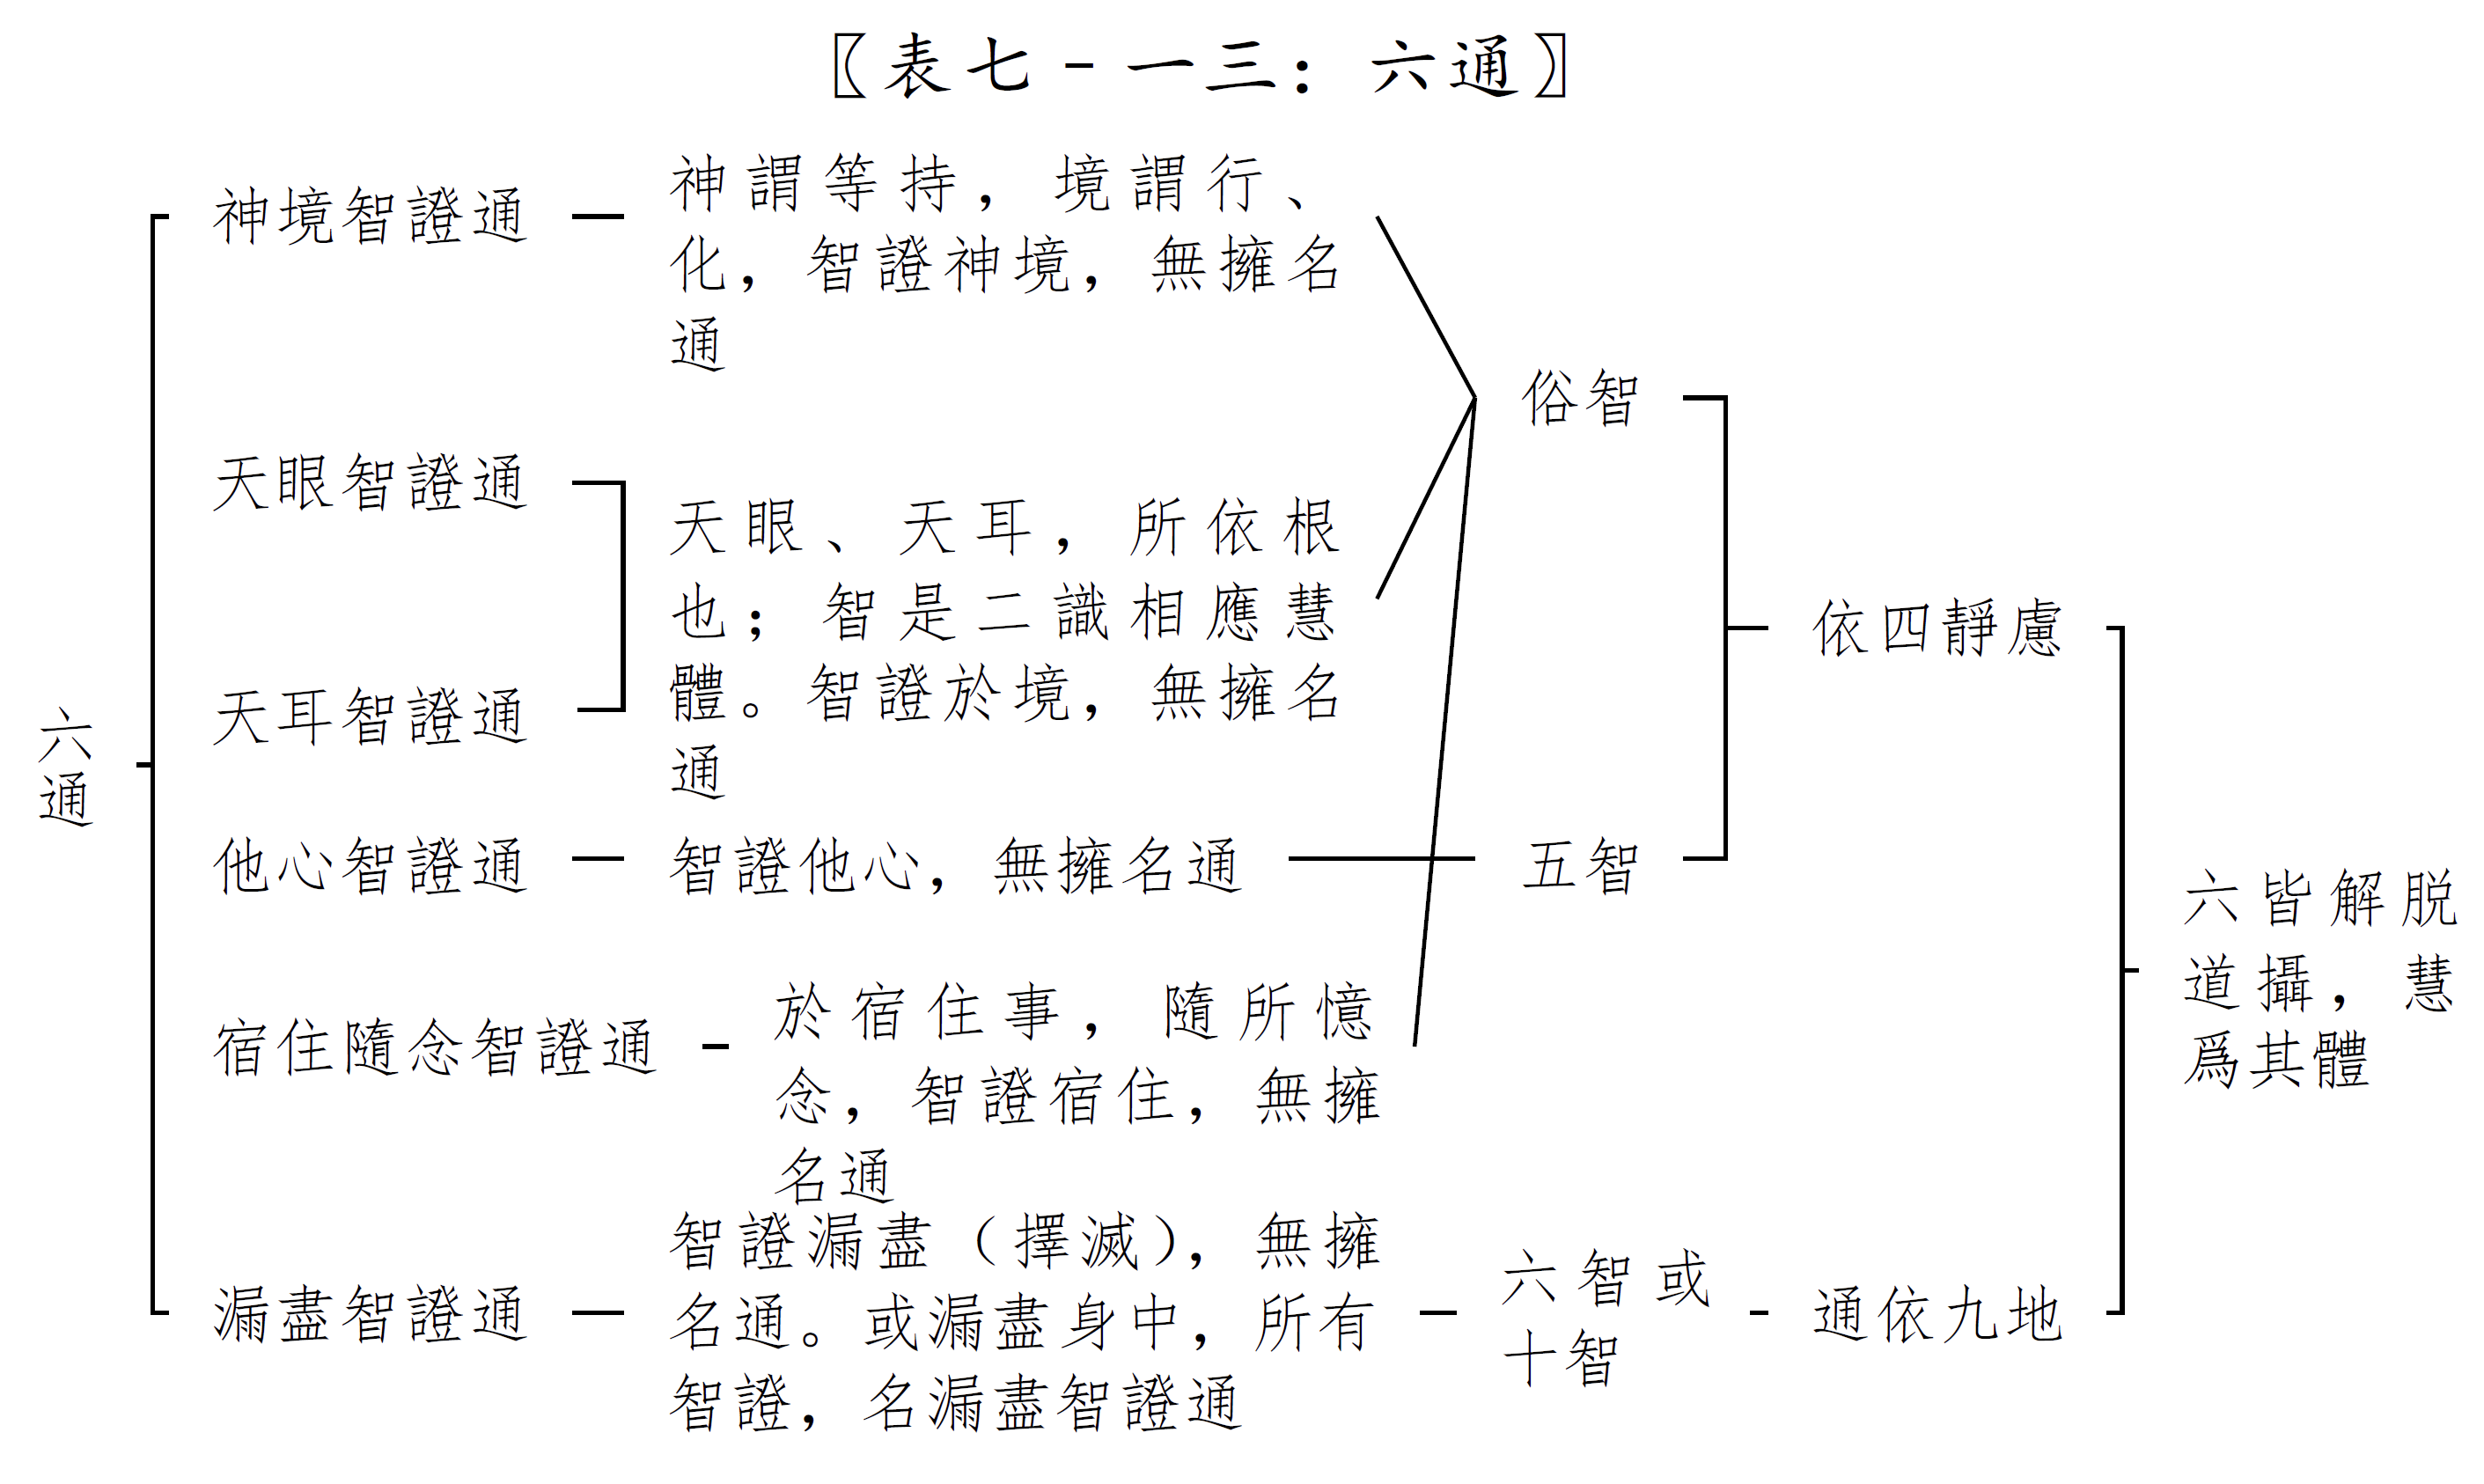 〖表七-一三：六通〗
六
通
神境智證通
神謂等持，境謂行、
化，智證神境，無擁名
通
天眼智證通
天耳智證通
天眼、天耳，所依根
也；智是二識相應慧
體。智證於境，無擁名
通
他心智證通
智證他心，無擁名通
宿住隨念智證通
於宿住事，隨所憶
念，智證宿住，無擁
名通
漏盡智證通
智證漏盡（擇滅），無擁
名通。或漏盡身中，所有
智證，名漏盡智證通
俗智
五智
六智或
十智
依四靜慮
通依九地
六皆解脱
道攝，慧
爲其體